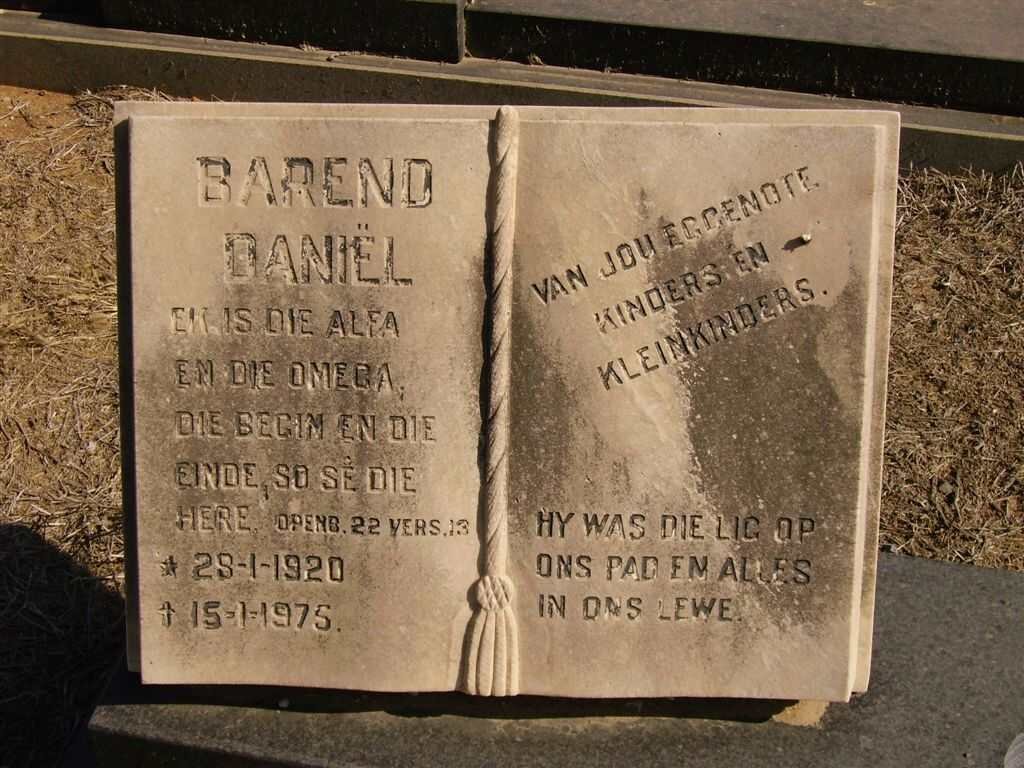 BAREND
DANIËL
EK IS DIE ALFA
EN DIE OMEGA,
DIE BEGIN EN DIE
EINDE, SO SÊ DIE
HERE. OPENB. 22 VERS. 13
* 28-1-1920
† 15-1-1975.
VAN JOU EGGENOTE
KINDERS EN
KLEINKINDERS.
HY WAS DIE LIG OP
ONS PAD EN ALLES
IN ONS LEWE.